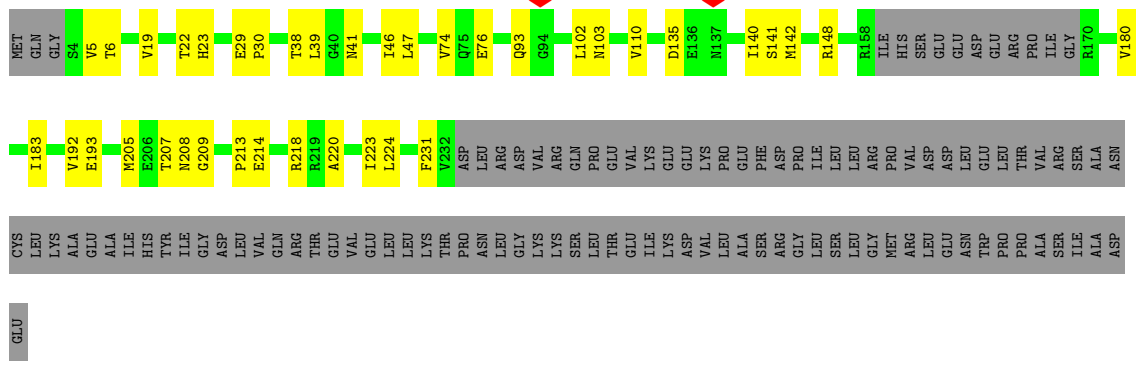 MET GLN GLY S4 V5 T6 V19 T22 H23 E29 P30 T38 L39 G40 N41 I46 L47 V74 Q75 E76 Q93 G94 L102 N103 V110 D135 E136 N137 I140 S141 M142 R148 R158 ILE HIS SER GLU GLU ASP GLU ARG PRO ILE GLY R170 V180
I183 V192 E193 M205 E206 T207 N208 G209 P213 E214 R218 R219 A220 I223 L224 F231 V232 ASP LEU ARG ASP VAL ARG GLN PRO GLU VAL LYS GLU GLU LYS PRO GLU PHE ASP PRO ILE LEU LEU ARG PRO VAL ASP ASP LEU GLU LEU THR VAL ARG SER ALA ASN
CYS LEU LYS ALA GLU ALA ILE HIS TYR ILE GLY ASP LEU VAL GLN ARG THR GLU VAL GLU LEU LEU LYS THR PRO ASN LEU GLY LYS LYS SER LEU THR GLU ILE LYS ASP VAL LEU ALA SER ARG GLY LEU SER LEU GLY MET ARG LEU GLU ASN TRP PRO PRO ALA SER ILE ALA ASP
GLU